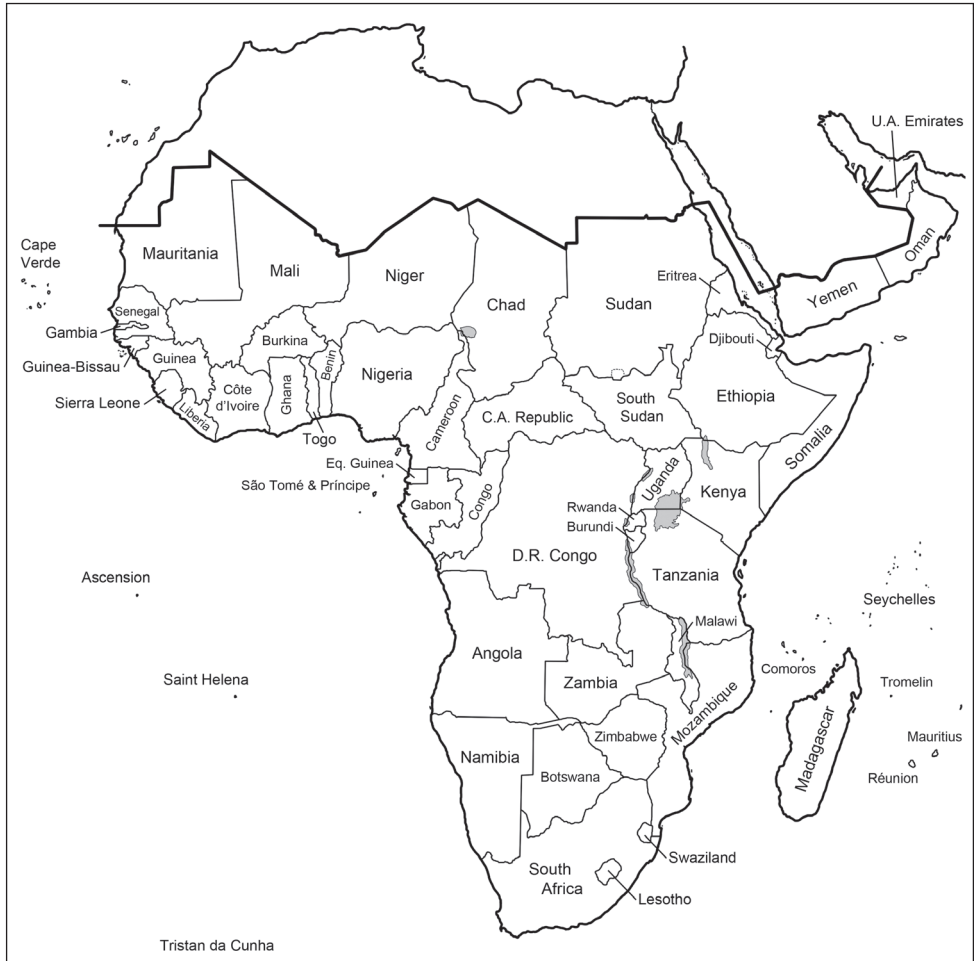 U.A. Emirates
Cape
Verde
Mauritania
Mali
Niger
Chad
Sudan
Eritrea
Oman
Yemen
Senegal
Gambia
Guinea-Bissau
Guinea
Sierra Leone
Liberia
Côte
d'Ivoire
Burkina
Ghana
Togo
Benin
Nigeria
Cameroon
C.A. Republic
South
Sudan
Djibouti
Ethiopia
Somalia
Eq. Guinea
São Tomé & Príncipe
Gabon
Congo
Uganda
Kenya
Rwanda
Burundi
D.R. Congo
Tanzania
Ascension
Seychelles
Malawi
Angola
Zambia
Comoros
Saint Helena
Tromelin
Mozambique
Madagascar
Mauritius
Réunion
Namibia
Zimbabwe
Botswana
Swaziland
South
Africa
Lesotho
Tristan da Cunha